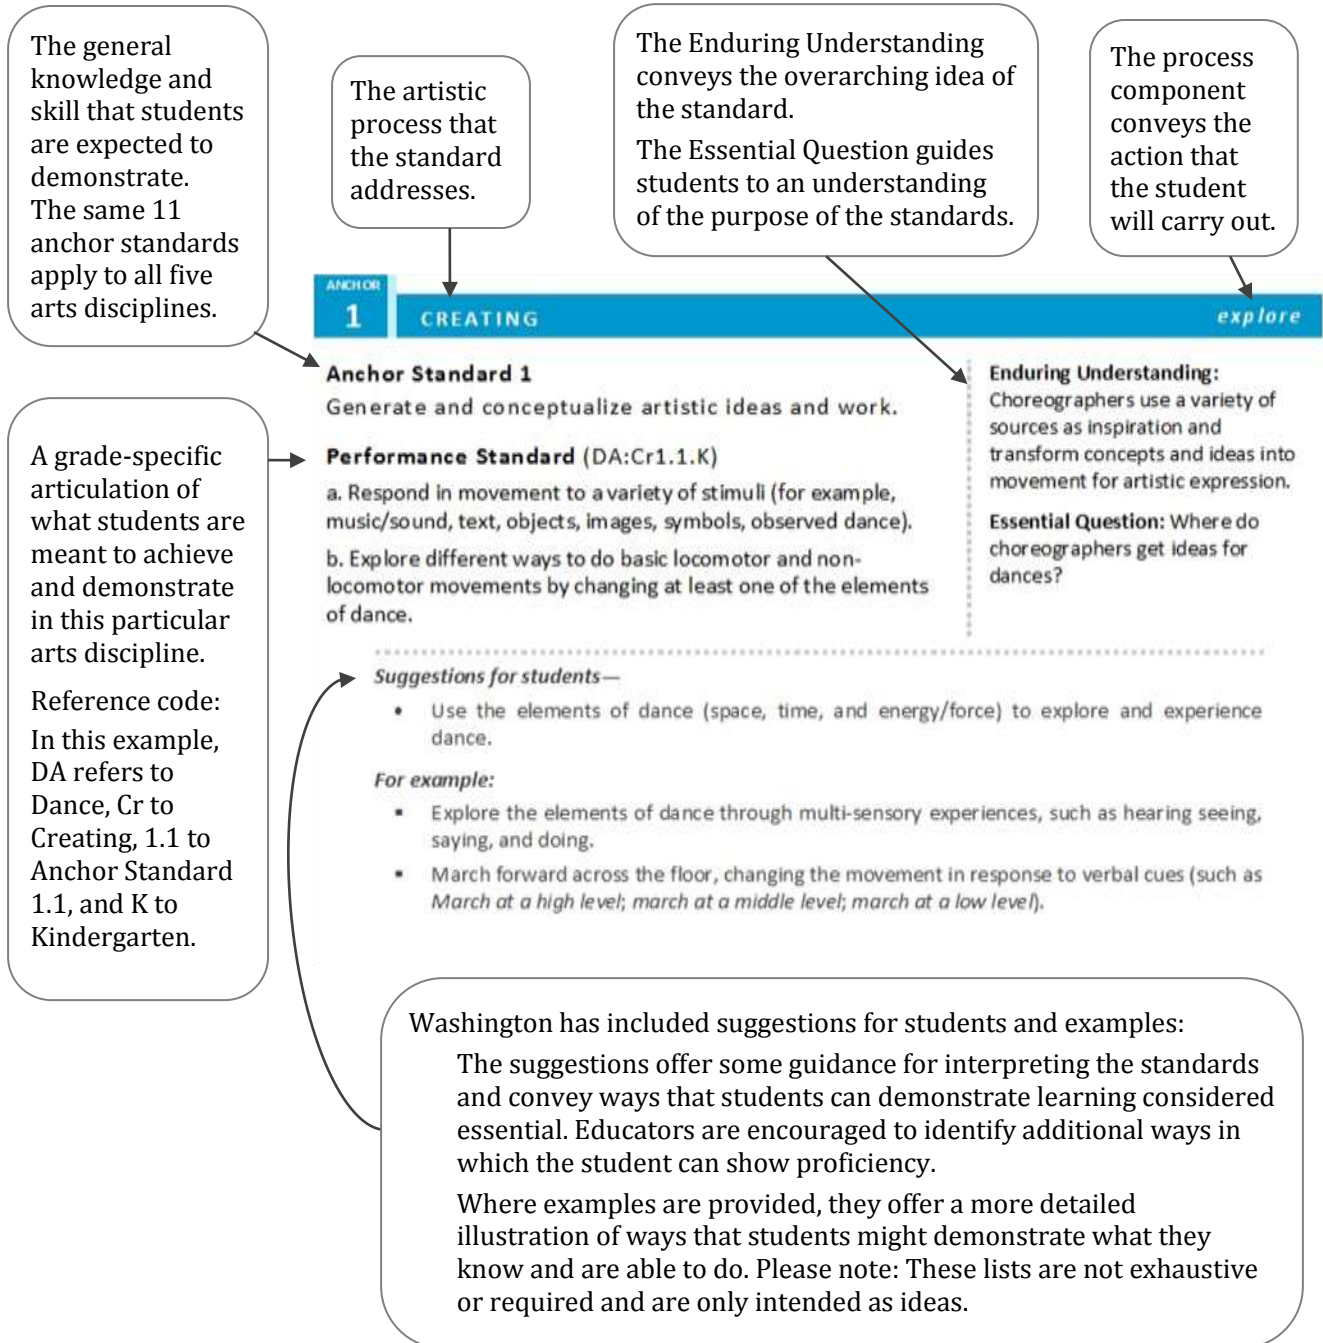 The general
knowledge and
skill that students
are expected to
demonstrate.
The same 11
anchor standards
apply to all five
arts disciplines.
The artistic
process that
the standard
addresses.
The Enduring Understanding
conveys the overarching idea of
the standard.
The Essential Question guides
students to an understanding
of the purpose of the standards.
The process
component
conveys the
action that
the student
will carry out.
ANCHOR
1 CREATING explore
Anchor Standard 1
Generate and conceptualize artistic ideas and work.
Performance Standard (DA:Cr1.1.K)
a. Respond in movement to a variety of stimuli (for example,
music/sound, text, objects, images, symbols, observed dance).
b. Explore different ways to do basic locomotor and non-
locomotor movements by changing at least one of the elements
of dance.
Enduring Understanding:
Choreographers use a variety of
sources as inspiration and
transform concepts and ideas into
movement for artistic expression.
Essential Question: Where do
choreographers get ideas for
dances?
A grade-specific
articulation of
what students are
meant to achieve
and demonstrate
in this particular
arts discipline.
Reference code:
In this example,
DA refers to
Dance, Cr to
Creating, 1.1 to
Anchor Standard
1.1, and K to
Kindergarten.
Suggestions for students—
• Use the elements of dance (space, time, and energy/force) to explore and experience
dance.
For example:
▪ Explore the elements of dance through multi-sensory experiences, such as hearing seeing,
saying, and doing.
▪ March forward across the floor, changing the movement in response to verbal cues (such as
March at a high level; march at a middle level; march at a low level).
Washington has included suggestions for students and examples:
The suggestions offer some guidance for interpreting the standards
and convey ways that students can demonstrate learning considered
essential. Educators are encouraged to identify additional ways in
which the student can show proficiency.
Where examples are provided, they offer a more detailed
illustration of ways that students might demonstrate what they
know and are able to do. Please note: These lists are not exhaustive
or required and are only intended as ideas.